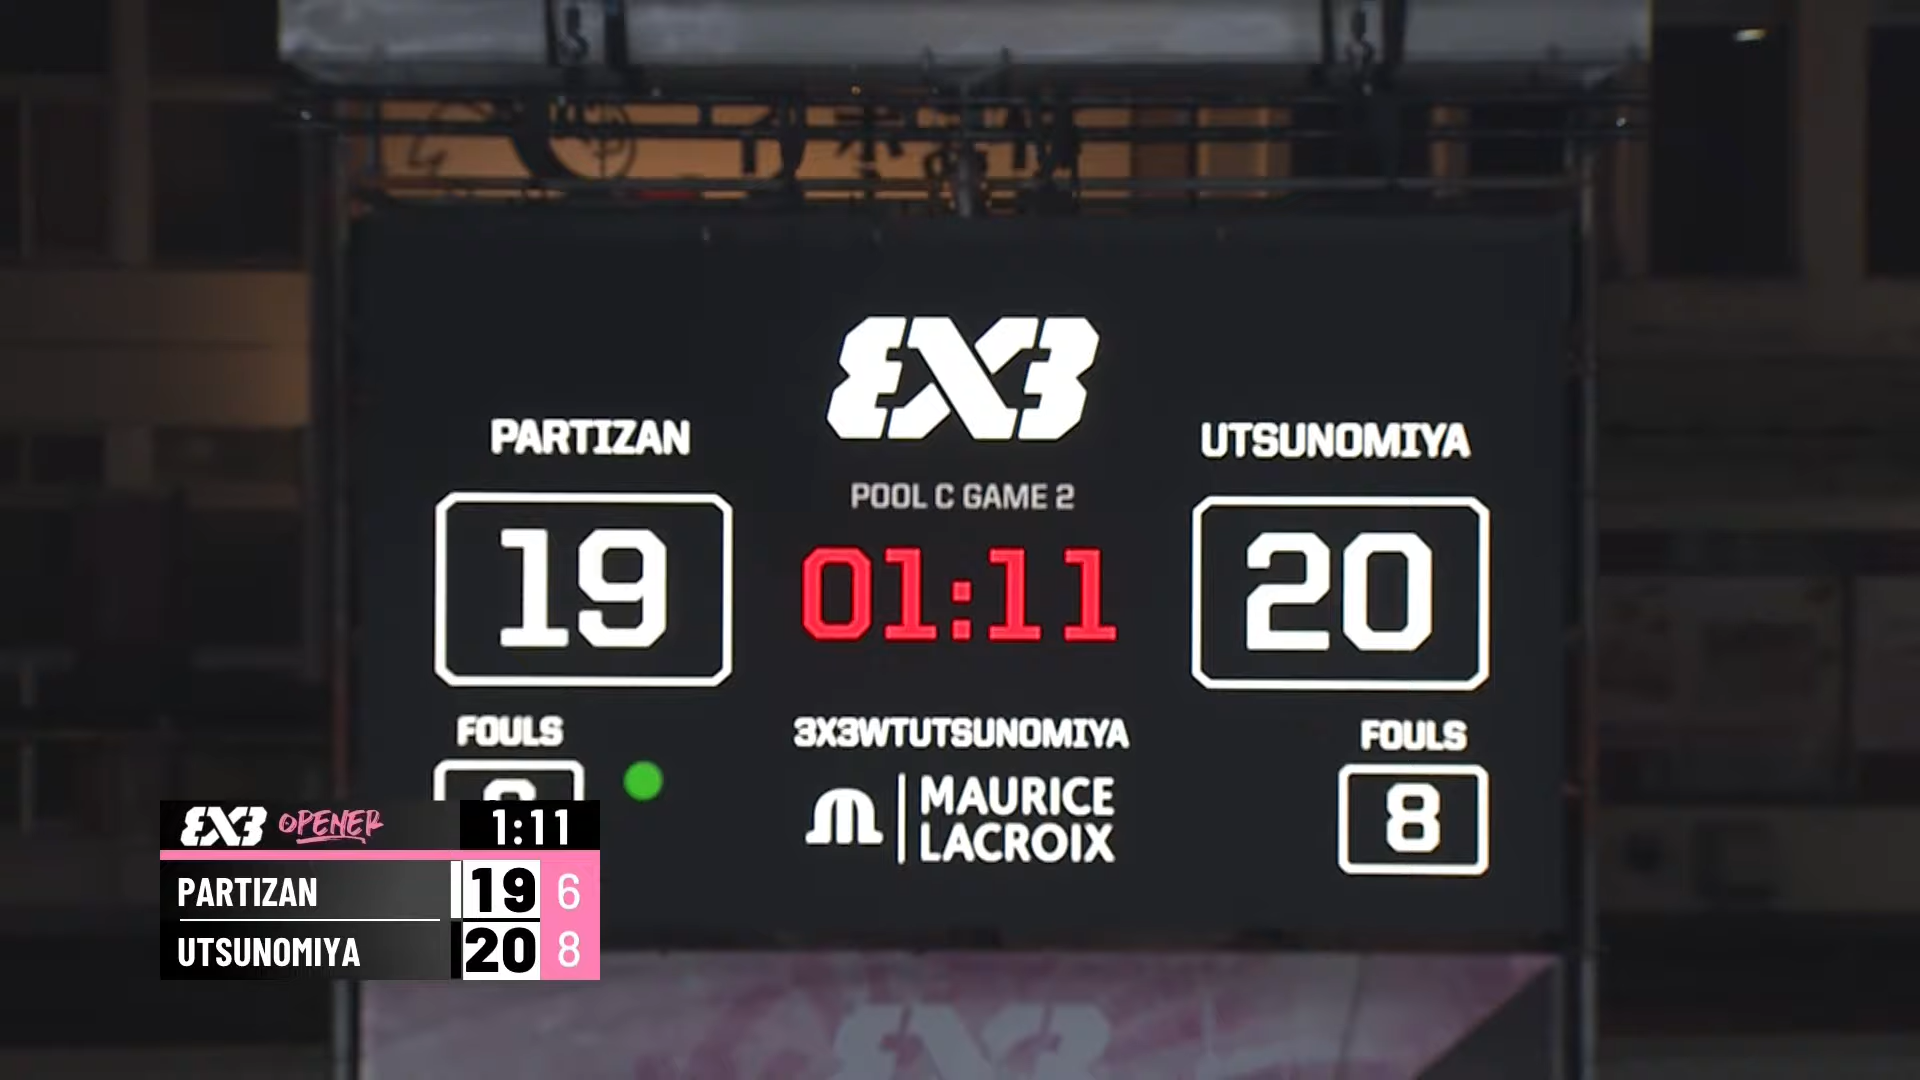 3X3
PARTIZAN
UTSUNOMIYA
POOL C GAME 2
19
01:11
20
FOULS
3X3WTUTSUNOMIYA
FOULS
MAURICE
LACROIX
8
3X3 OPENER 1:11
PARTIZAN 19 6
UTSUNOMIYA 20 8
3X3